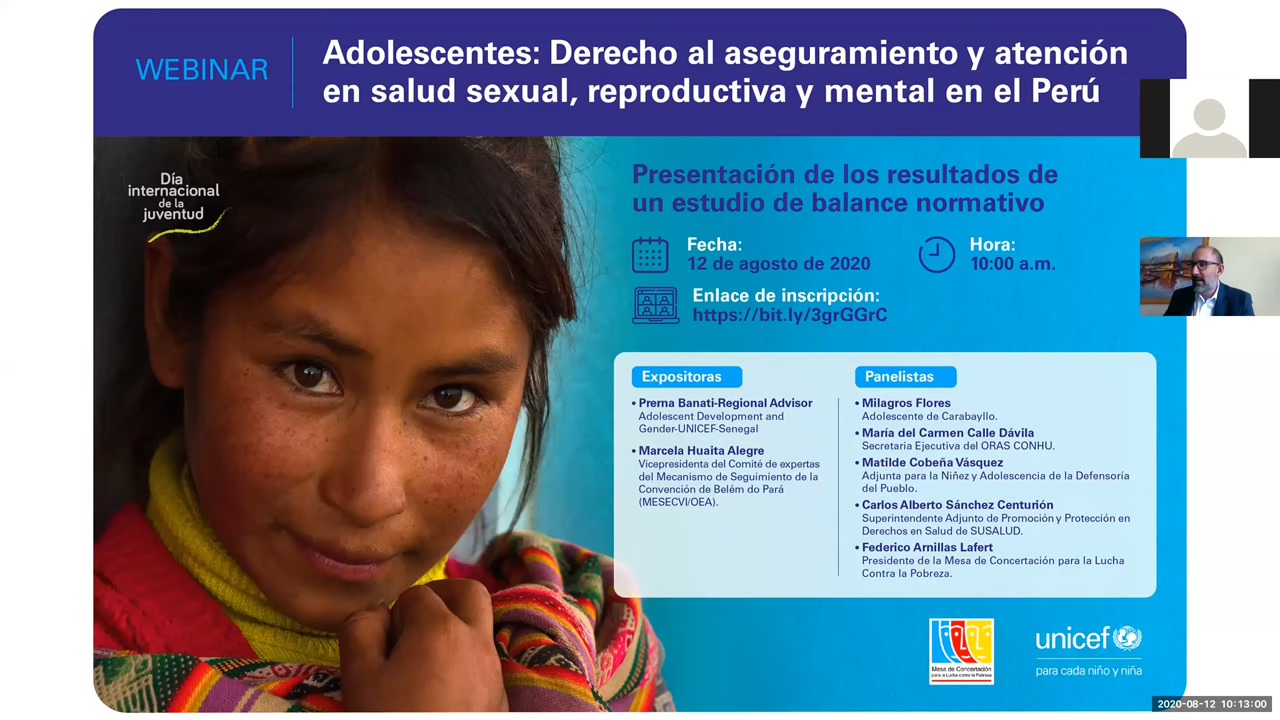 WEBINAR
Adolescentes: Derecho al aseguramiento y atención
en salud sexual, reproductiva y mental en el Perú
Día
internacional
de la
juventud
Presentación de los resultados de
un estudio de balance normativo
Fecha:
12 de agosto de 2020
Hora:
10:00 a.m.
Enlace de inscripción:
https://bit.ly/3grGGrC
Expositoras
• Prerna Banati-Regional Advisor
Adolescent Development and
Gender-UNICEF-Senegal
• Marcela Huaita Alegre
Vicepresidenta del Comité de expertas
del Mecanismo de Seguimiento de la
Convención de Belém do Pará
(MESECVI/OEA).
Panelistas
• Milagros Flores
Adolescente de Carabayllo.
• María del Carmen Calle Dávila
Secretaria Ejecutiva del ORAS CONHU.
• Matilde Cobeña Vásquez
Adjunta para la Niñez y Adolescencia de la Defensoría
del Pueblo.
• Carlos Alberto Sánchez Centurión
Superintendente Adjunto de Promoción y Protección en
Derechos en Salud de SUSALUD.
• Federico Arnillas Lafert
Presidente de la Mesa de Concertación para la Lucha
Contra la Pobreza.
Mesa de Concertación
para la Lucha contra la Pobreza
unicef
para cada niño y niña
2020-08-12 10:13:00